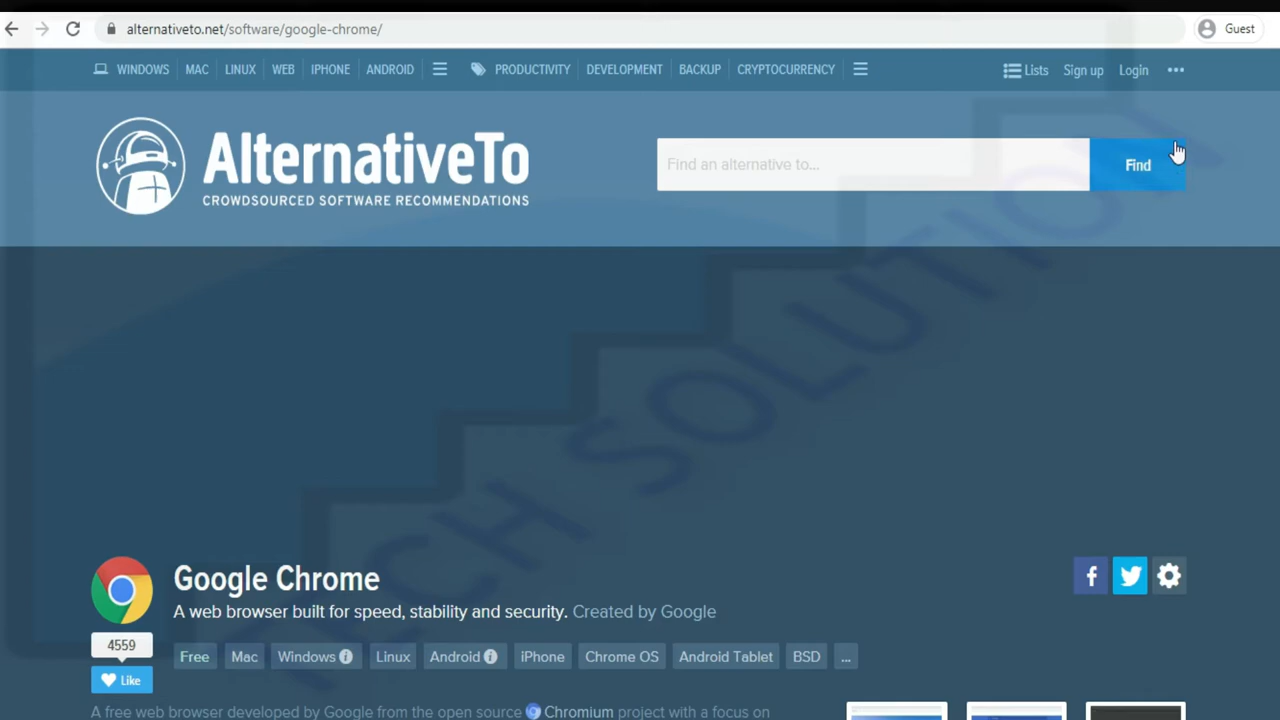 alternativeto.net/software/google-chrome/
Guest
WINDOWS MAC LINUX WEB IPHONE ANDROID PRODUCTIVITY DEVELOPMENT BACKUP CRYPTOCURRENCY Lists Sign up Login
AlternativeTo
CROWDSOURCED SOFTWARE RECOMMENDATIONS
Find an alternative to...
Find
TECH SOLUTION
Google Chrome
A web browser built for speed, stability and security. Created by Google
4559
Like
Free Mac Windows Linux Android iPhone Chrome OS Android Tablet BSD ...
A free web browser developed by Google from the open source Chromium project with a focus on